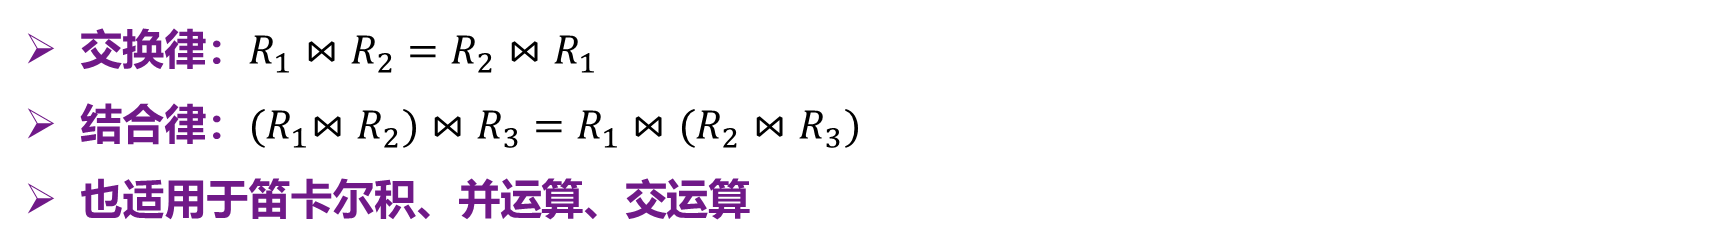 ➢ 交换律：R₁ ⋈ R₂ = R₂ ⋈ R₁
➢ 结合律：(R₁⋈ R₂) ⋈ R₃ = R₁ ⋈ (R₂ ⋈ R₃)
➢ 也适用于笛卡尔积、并运算、交运算